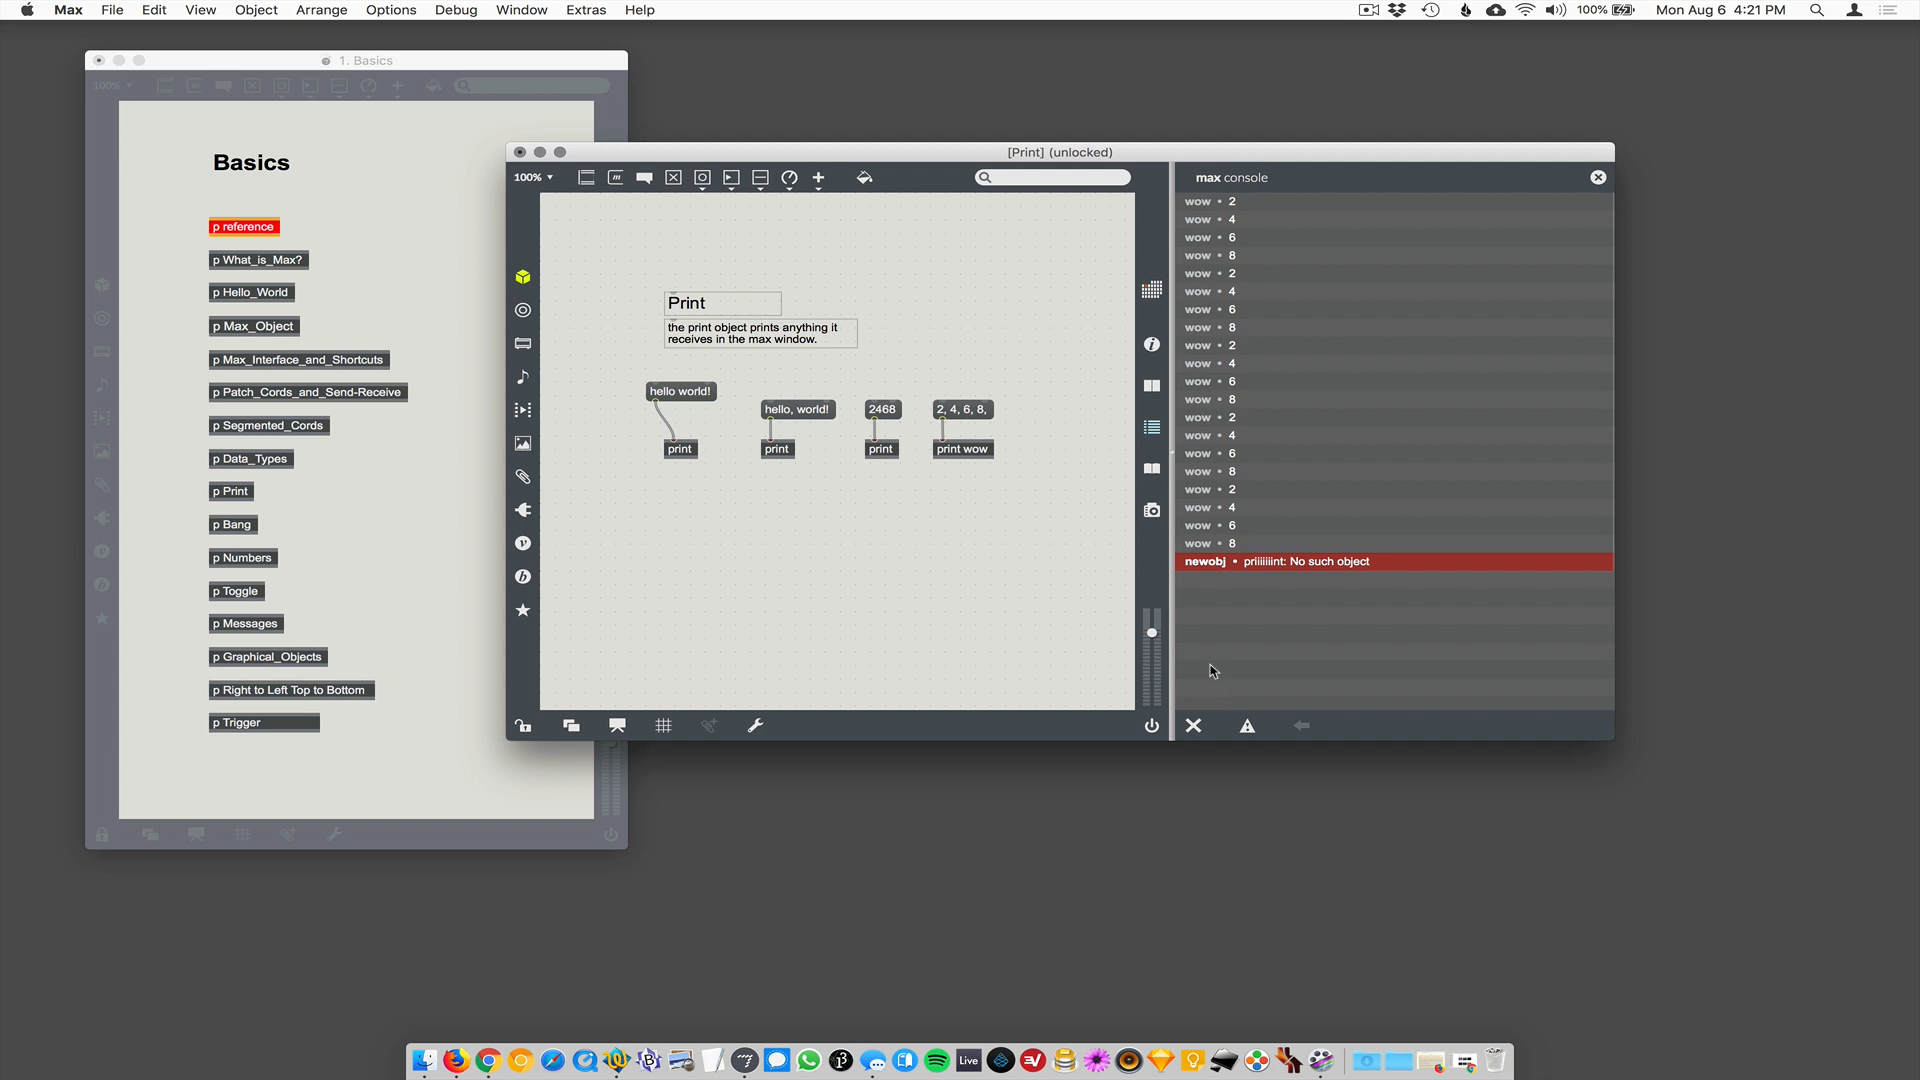 Max File Edit View Object Arrange Options Debug Window Extras Help
100% Mon Aug 6 4:21 PM
1. Basics
100%
Basics
p reference
p What_is_Max?
p Hello_World
p Max_Object
p Max_Interface_and_Shortcuts
p Patch_Cords_and_Send-Receive
p Segmented_Cords
p Data_Types
p Print
p Bang
p Numbers
p Toggle
p Messages
p Graphical_Objects
p Right to Left Top to Bottom
p Trigger
[Print] (unlocked)
100%
Print
the print object prints anything it
receives in the max window.
hello world!
hello, world! 2468 2, 4, 6, 8,
print print print print wow
max console
wow • 2
wow • 4
wow • 6
wow • 8
wow • 2
wow • 4
wow • 6
wow • 8
wow • 2
wow • 4
wow • 6
wow • 8
wow • 2
wow • 4
wow • 6
wow • 8
wow • 2
wow • 4
wow • 6
wow • 8
newobj • priiiiiiint: No such object
Live